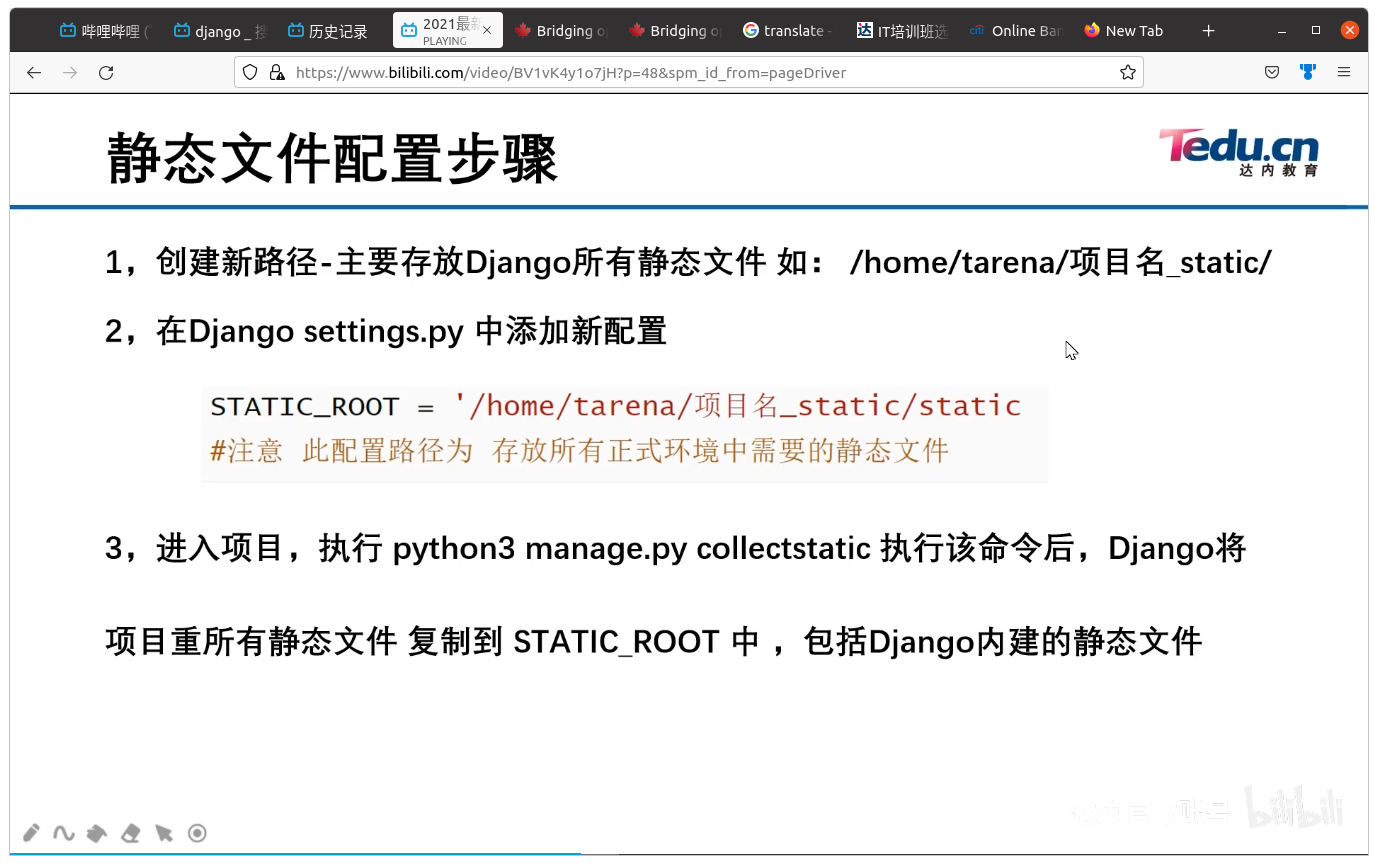 哔哩哔哩 (
django _ 搜
历史记录
2021最新
PLAYING
Bridging o
Bridging o
translate -
达 IT培训班选
citi Online Ban
New Tab
https://www.bilibili.com/video/BV1vK4y1o7jH?p=48&spm_id_from=pageDriver
静态文件配置步骤
Tedu.cn
达内教育
1，创建新路径-主要存放Django所有静态文件 如： /home/tarena/项目名_static/
2，在Django settings.py 中添加新配置
STATIC_ROOT = '/home/tarena/项目名_static/static
#注意 此配置路径为 存放所有正式环境中需要的静态文件
3，进入项目，执行 python3 manage.py collectstatic 执行该命令后，Django将
项目重所有静态文件 复制到 STATIC_ROOT 中 ，包括Django内建的静态文件
bilibili